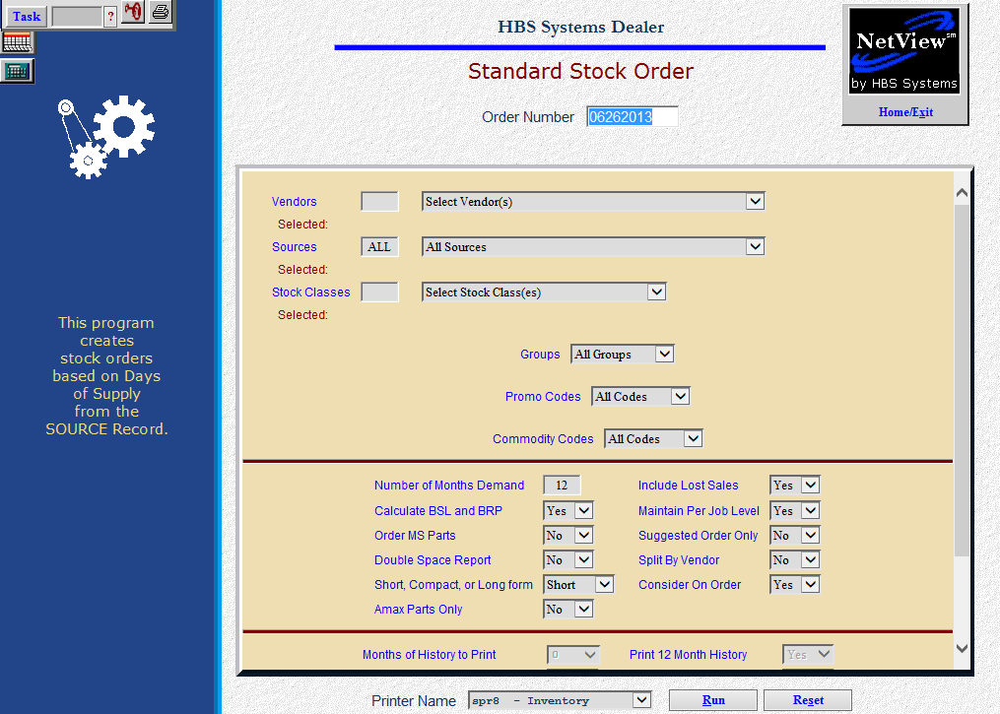 Task ?
HBS Systems Dealer
NetView℠
by HBS Systems
Home/Exit
Standard Stock Order
Order Number 06262013
This program
creates
stock orders
based on Days
of Supply
from the
SOURCE Record.
Vendors Select Vendor(s)
Selected:
Sources ALL All Sources
Selected:
Stock Classes Select Stock Class(es)
Selected:
Groups All Groups
Promo Codes All Codes
Commodity Codes All Codes
Number of Months Demand 12 Include Lost Sales Yes
Calculate BSL and BRP Yes Maintain Per Job Level Yes
Order MS Parts No Suggested Order Only No
Double Space Report No Split By Vendor No
Short, Compact, or Long form Short Consider On Order Yes
Amax Parts Only No
Months of History to Print 0 Print 12 Month History Yes
Printer Name spr8 - Inventory Run Reset